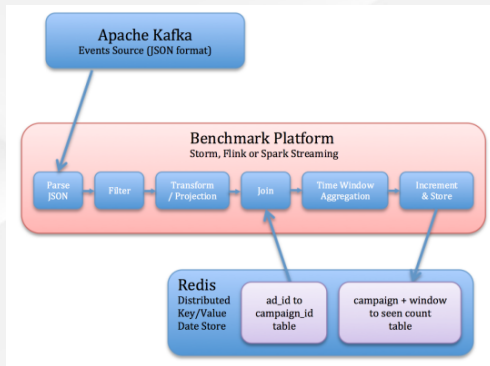 Apache Kafka
Events Source (JSON format)
Benchmark Platform
Storm, Flink or Spark Streaming
Parse
JSON
Filter
Transform
/ Projection
Join
Time Window
Aggregation
Increment
& Store
Redis
Distributed
Key/Value
Date Store
ad_id to
campaign_id
table
campaign + window
to seen count
table